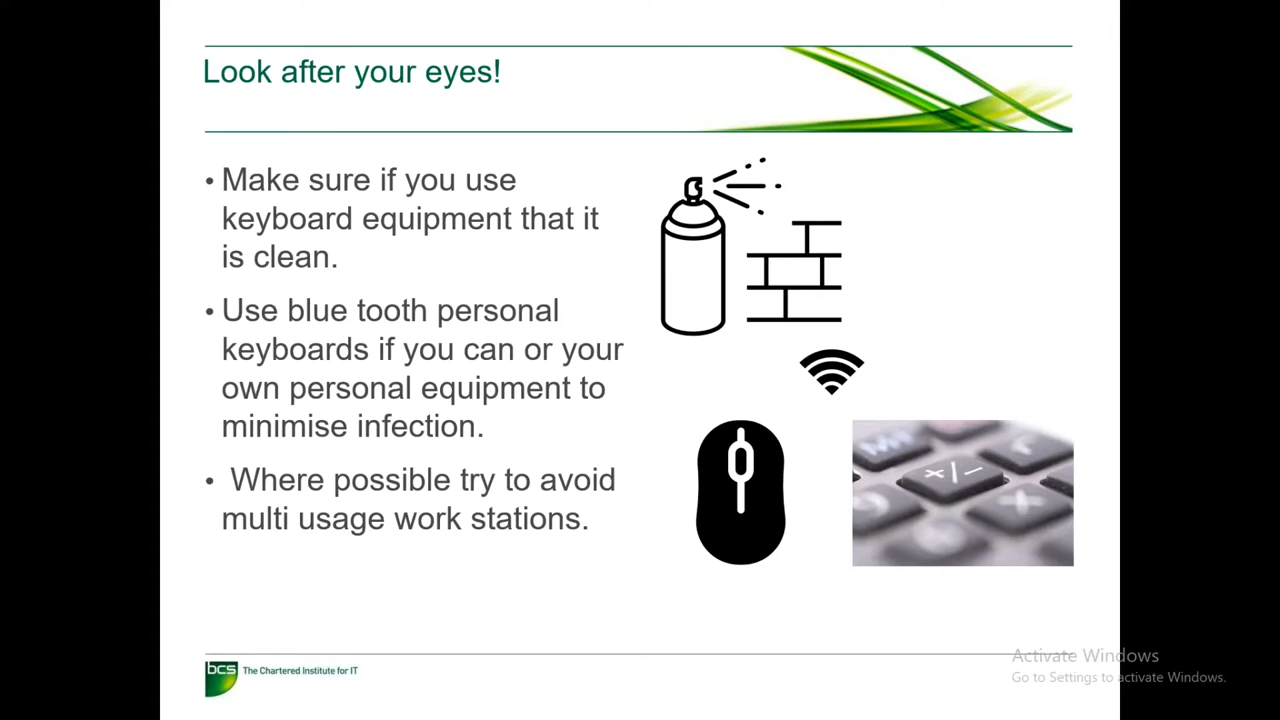 Look after your eyes!
• Make sure if you use
keyboard equipment that it
is clean.
• Use blue tooth personal
keyboards if you can or your
own personal equipment to
minimise infection.
• Where possible try to avoid
multi usage work stations.
+/−
×
bcs The Chartered Institute for IT
Activate Windows
Go to Settings to activate Windows.